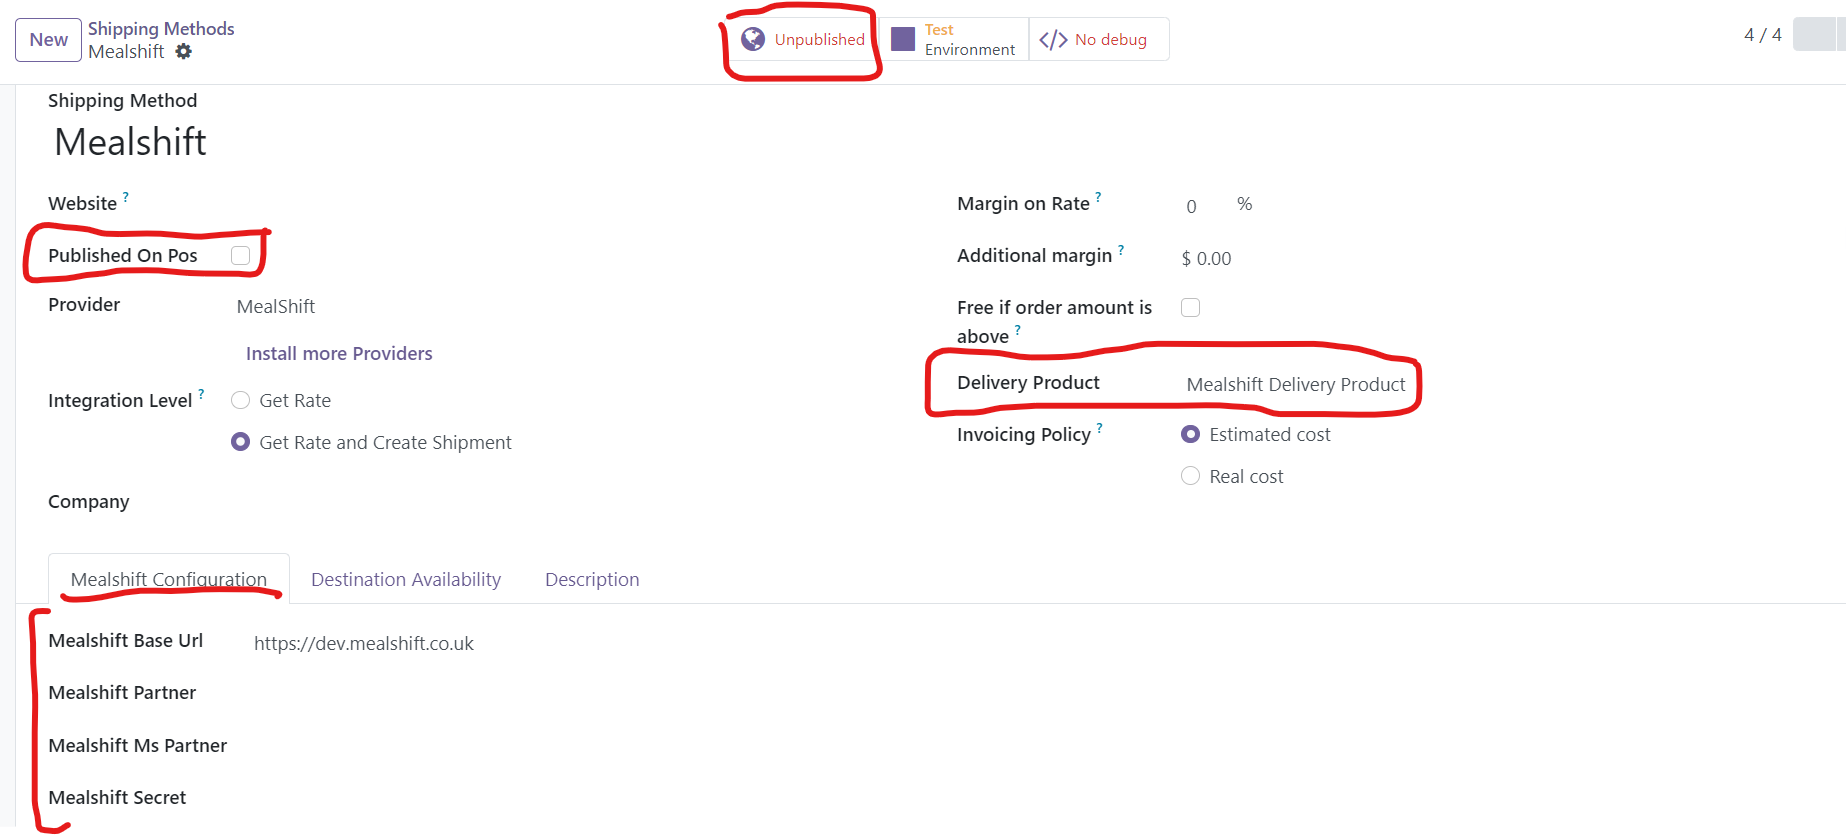 New
Shipping Methods
Mealshift
Unpublished
Test
Environment
</> No debug
4 / 4
Shipping Method
Mealshift
Website ?
Published On Pos
Provider MealShift
Install more Providers
Integration Level ? Get Rate
Get Rate and Create Shipment
Company
Margin on Rate ? 0 %
Additional margin ? $ 0.00
Free if order amount is
above ?
Delivery Product Mealshift Delivery Product
Invoicing Policy ? Estimated cost
Real cost
Mealshift Configuration Destination Availability Description
Mealshift Base Url https://dev.mealshift.co.uk
Mealshift Partner
Mealshift Ms Partner
Mealshift Secret